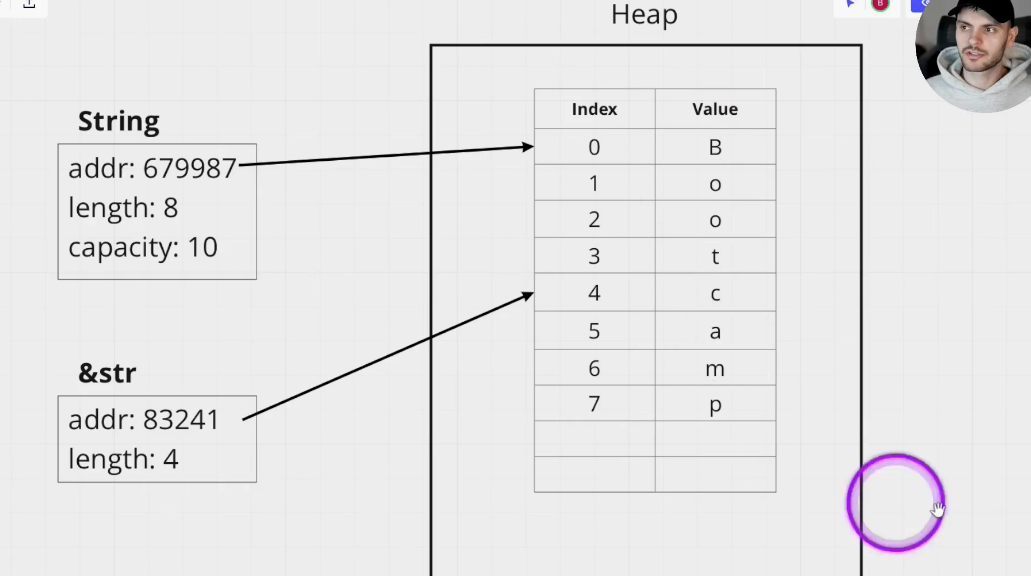 Heap
B
String
addr: 679987
length: 8
capacity: 10
&str
addr: 83241
length: 4
Index Value
0 B
1 o
2 o
3 t
4 c
5 a
6 m
7 p